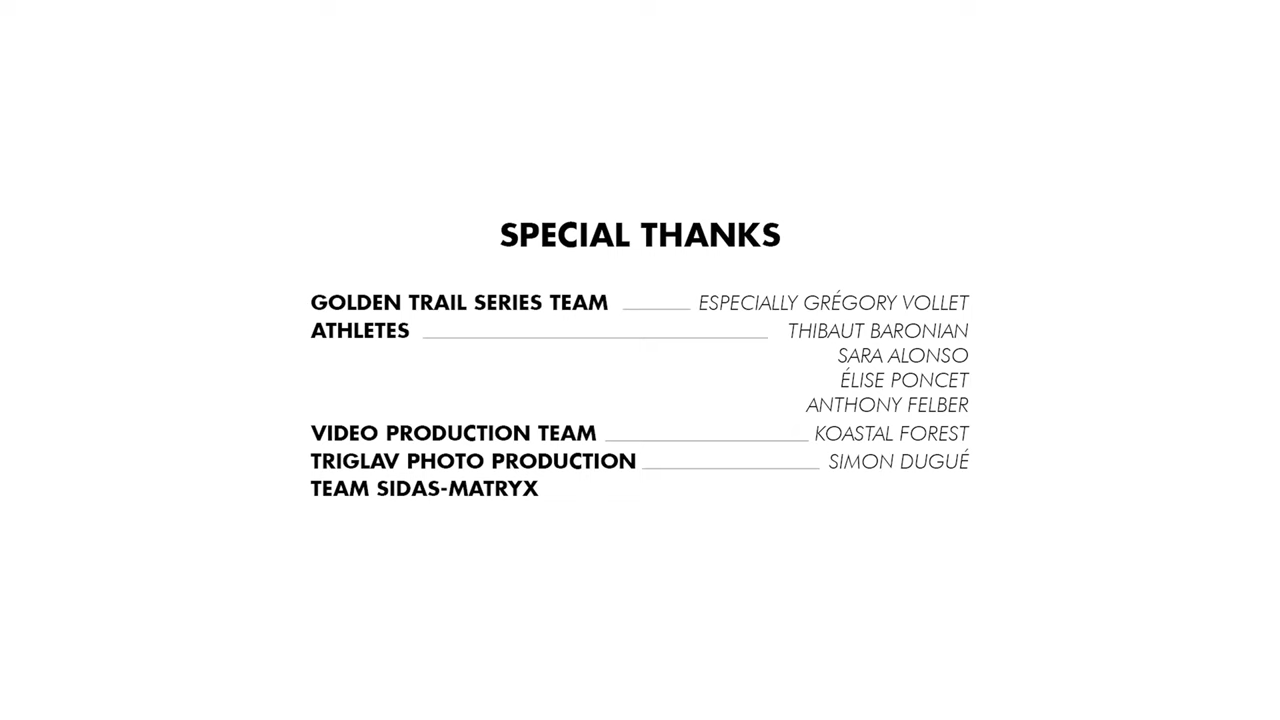 SPECIAL THANKS
GOLDEN TRAIL SERIES TEAM ESPECIALLY GRÉGORY VOLLET
ATHLETES THIBAUT BARONIAN
SARA ALONSO
ÉLISE PONCET
ANTHONY FELBER
VIDEO PRODUCTION TEAM KOASTAL FOREST
TRIGLAV PHOTO PRODUCTION SIMON DUGUÉ
TEAM SIDAS-MATRYX